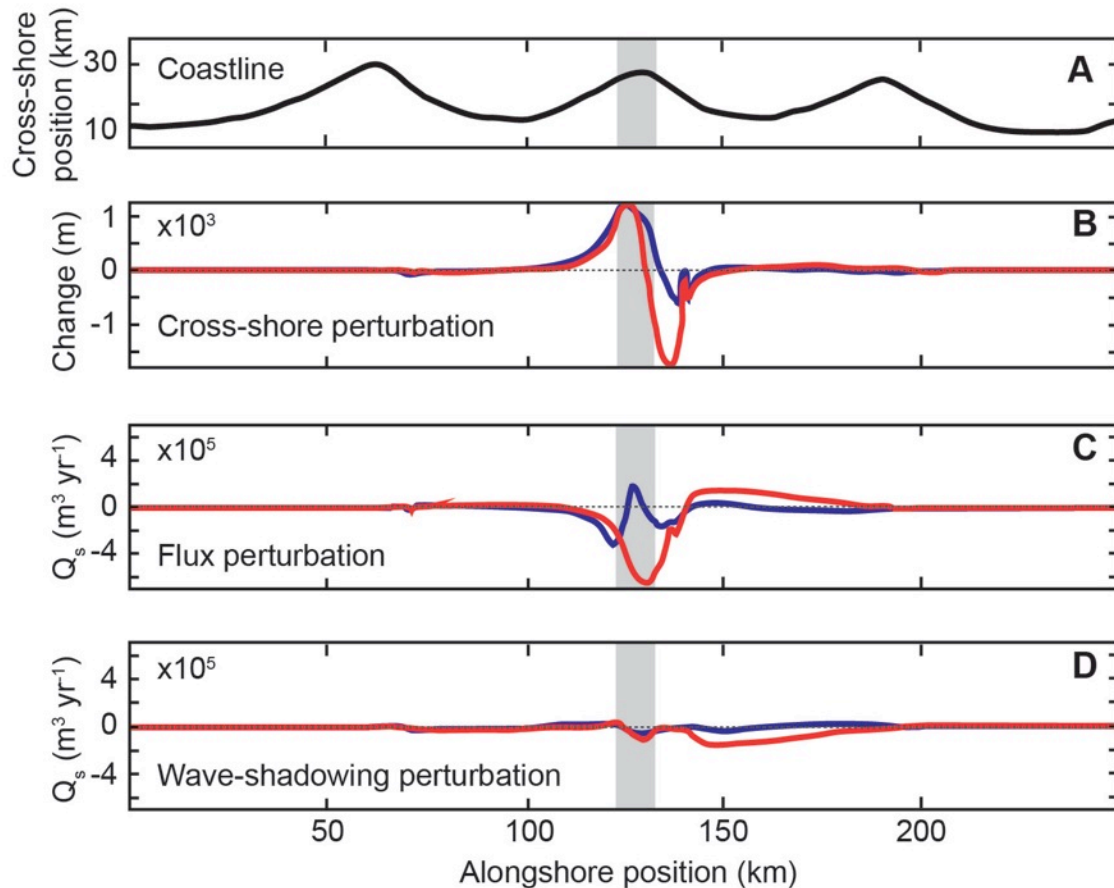 Cross-shore
position (km)
30
10
Coastline
A
Change (m)
1
0
-1
x10³
B
Cross-shore perturbation
Qs (m³ yr⁻¹)
4
0
-4
x10⁵
C
Flux perturbation
Qs (m³ yr⁻¹)
4
0
-4
x10⁵
D
Wave-shadowing perturbation
50
100
150
200
Alongshore position (km)